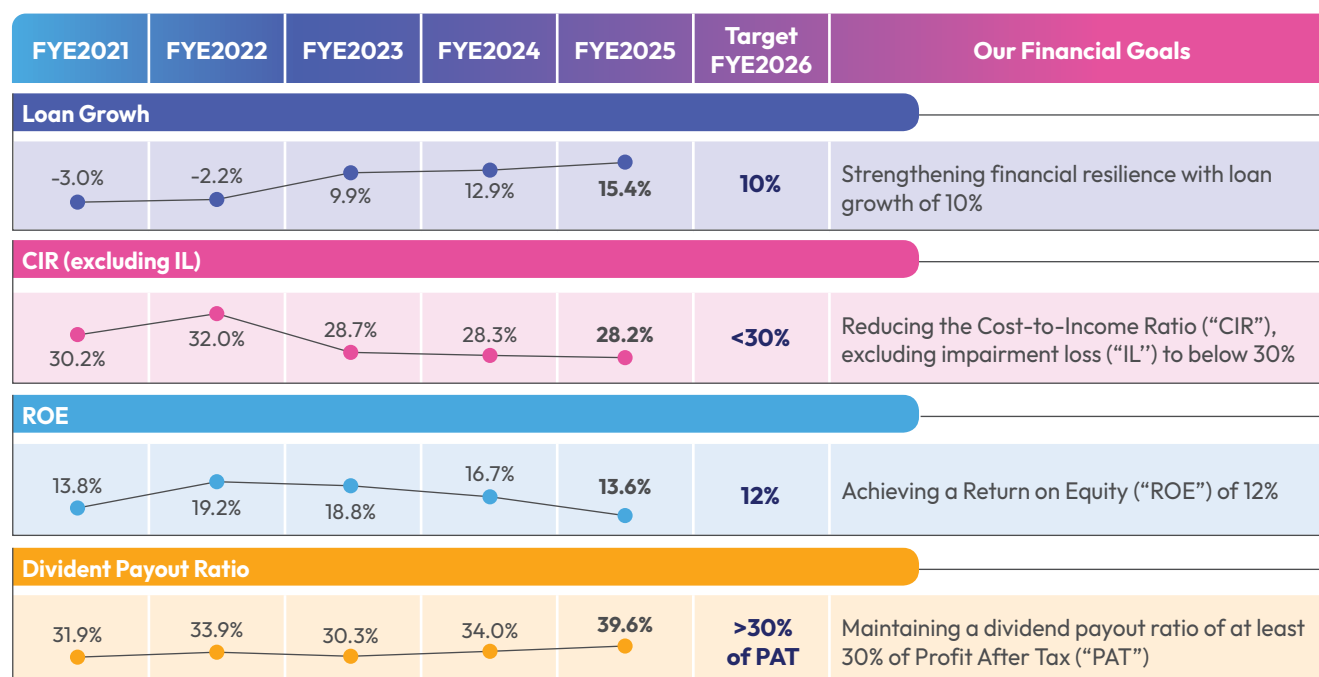 FYE2021
FYE2022
FYE2023
FYE2024
FYE2025
Target
FYE2026
Our Financial Goals
Loan Growh
-3.0%
-2.2%
9.9%
12.9%
15.4%
10%
Strengthening financial resilience with loan
growth of 10%
CIR (excluding IL)
30.2%
32.0%
28.7%
28.3%
28.2%
<30%
Reducing the Cost-to-Income Ratio (“CIR”),
excluding impairment loss (“IL’’) to below 30%
ROE
13.8%
19.2%
18.8%
16.7%
13.6%
12%
Achieving a Return on Equity (“ROE”) of 12%
Divident Payout Ratio
31.9%
33.9%
30.3%
34.0%
39.6%
>30%
of PAT
Maintaining a dividend payout ratio of at least
30% of Profit After Tax (“PAT”)